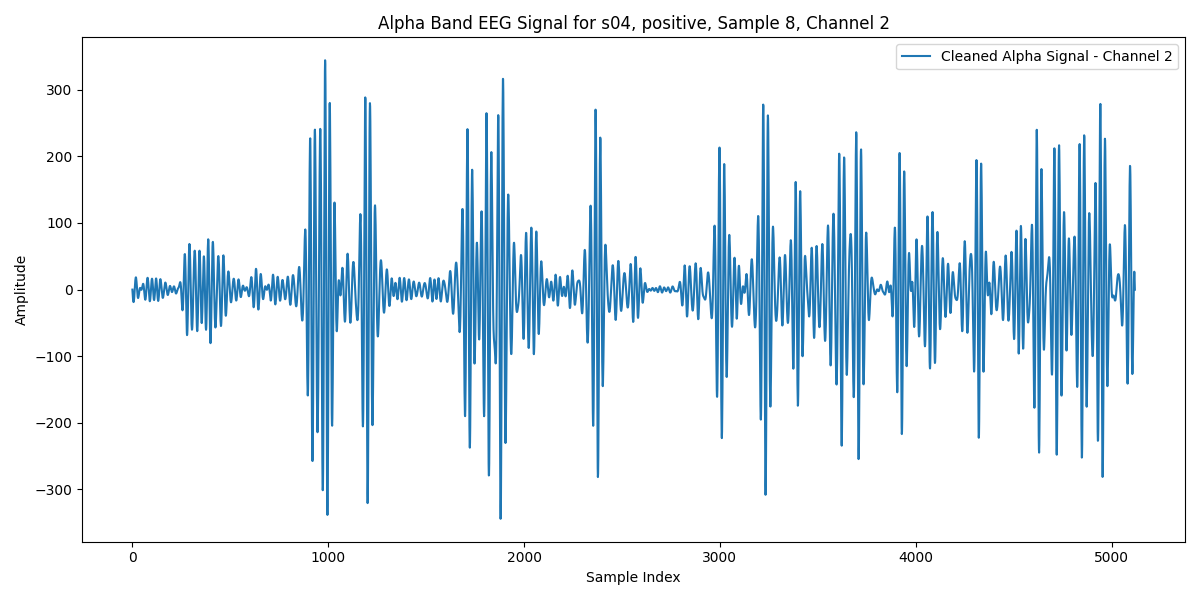 Alpha Band EEG Signal for s04, positive, Sample 8, Channel 2
Cleaned Alpha Signal - Channel 2
Amplitude
300
200
100
0
−100
−200
−300
0 1000 2000 3000 4000 5000
Sample Index